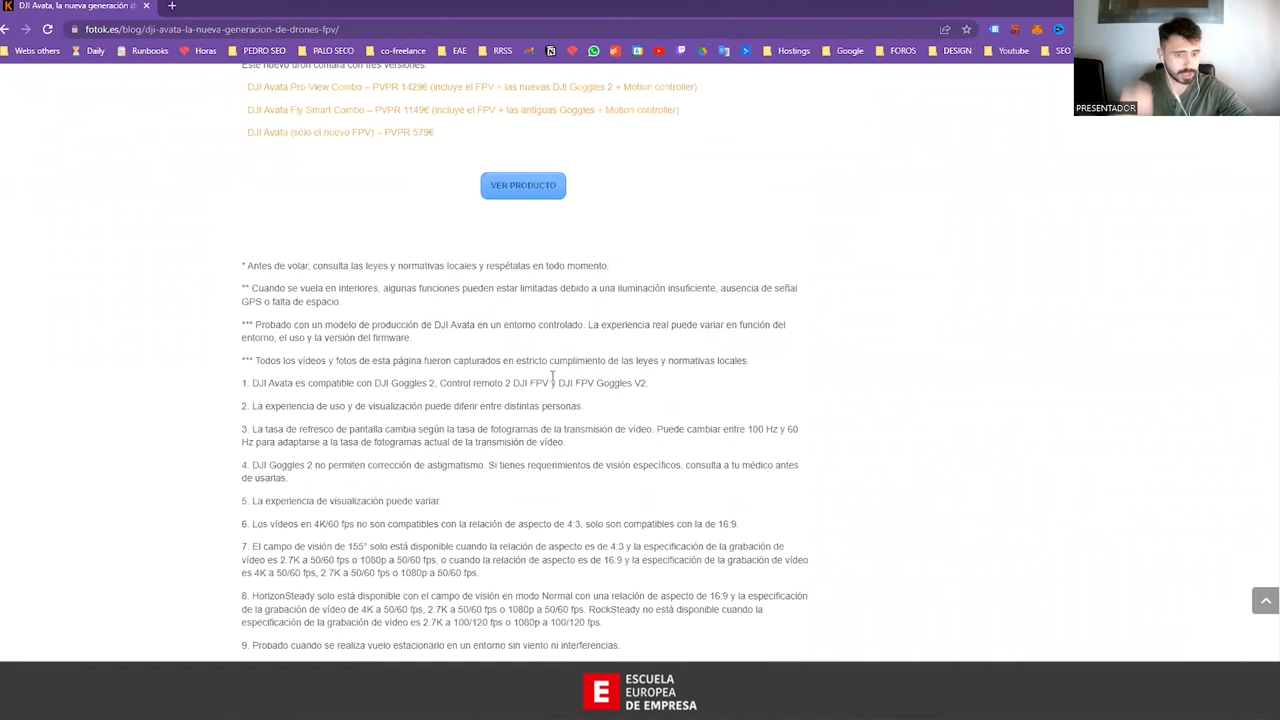 DJI Avata, la nueva generación d
fotok.es/blog/dji-avata-la-nueva-generacion-de-drones-fpv/
Webs others
Daily
Runbooks
Horas
PEDRO SEO
PALO SECO
co-freelance
EAE
RRSS
Hostings
Google
FOROS
DESIGN
Youtube
SEO
PRESENTADOR
Este nuevo dron contará con tres versiones:
· DJI Avata Pro-View Combo – PVPR 1429€ (incluye el FPV + las nuevas DJI Goggles 2 + Motion controller)
· DJI Avata Fly Smart Combo – PVPR 1149€ (incluye el FPV + las antiguas Goggles + Motion controller)
· DJI Avata (sólo el nuevo FPV) – PVPR 579€
VER PRODUCTO
* Antes de volar, consulta las leyes y normativas locales y respétalas en todo momento.
** Cuando se vuela en interiores, algunas funciones pueden estar limitadas debido a una iluminación insuficiente, ausencia de señal
GPS o falta de espacio.
*** Probado con un modelo de producción de DJI Avata en un entorno controlado. La experiencia real puede variar en función del
entorno, el uso y la versión del firmware.
*** Todos los vídeos y fotos de esta página fueron capturados en estricto cumplimiento de las leyes y normativas locales.
1. DJI Avata es compatible con DJI Goggles 2, Control remoto 2 DJI FPV y DJI FPV Goggles V2.
2. La experiencia de uso y de visualización puede diferir entre distintas personas.
3. La tasa de refresco de pantalla cambia según la tasa de fotogramas de la transmisión de vídeo. Puede cambiar entre 100 Hz y 60
Hz para adaptarse a la tasa de fotogramas actual de la transmisión de vídeo.
4. DJI Goggles 2 no permiten corrección de astigmatismo. Si tienes requerimientos de visión específicos, consulta a tu médico antes
de usarlas.
5. La experiencia de visualización puede variar.
6. Los vídeos en 4K/60 fps no son compatibles con la relación de aspecto de 4:3, solo son compatibles con la de 16:9.
7. El campo de visión de 155° solo está disponible cuando la relación de aspecto es de 4:3 y la especificación de la grabación de
vídeo es 2.7K a 50/60 fps o 1080p a 50/60 fps, o cuando la relación de aspecto es de 16:9 y la especificación de la grabación de vídeo
es 4K a 50/60 fps, 2.7K a 50/60 fps o 1080p a 50/60 fps.
8. HorizonSteady solo está disponible con el campo de visión en modo Normal con una relación de aspecto de 16:9 y la especificación
de la grabación de vídeo de 4K a 50/60 fps, 2.7K a 50/60 fps o 1080p a 50/60 fps. RockSteady no está disponible cuando la
especificación de la grabación de vídeo es 2.7K a 100/120 fps o 1080p a 100/120 fps.
9. Probado cuando se realiza vuelo estacionario en un entorno sin viento ni interferencias.
E
ESCUELA
EUROPEA
DE EMPRESA